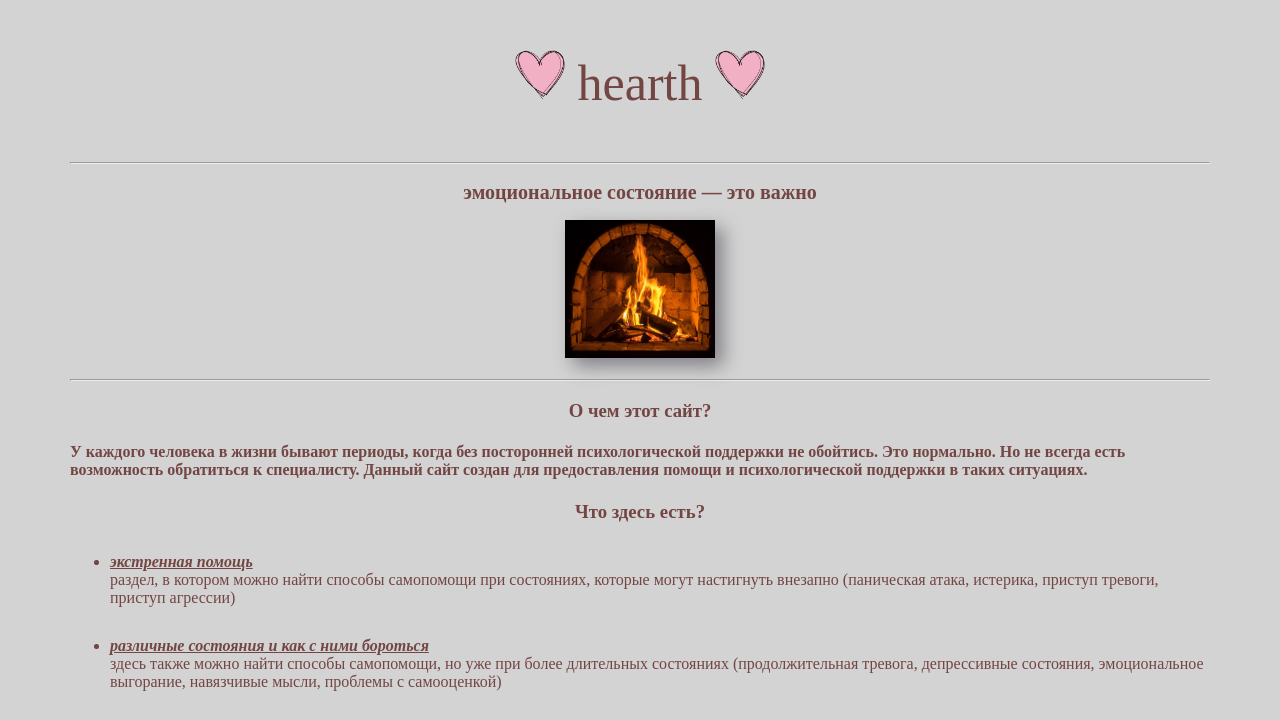 hearth
эмоциональное состояние — это важно
О чем этот сайт?
У каждого человека в жизни бывают периоды, когда без посторонней психологической поддержки не обойтись. Это нормально. Но не всегда есть
возможность обратиться к специалисту. Данный сайт создан для предоставления помощи и психологической поддержки в таких ситуациях.
Что здесь есть?
экстренная помощь
раздел, в котором можно найти способы самопомощи при состояниях, которые могут настигнуть внезапно (паническая атака, истерика, приступ тревоги,
приступ агрессии)
различные состояния и как с ними бороться
здесь также можно найти способы самопомощи, но уже при более длительных состояниях (продолжительная тревога, депрессивные состояния, эмоциональное
выгорание, навязчивые мысли, проблемы с самооценкой)